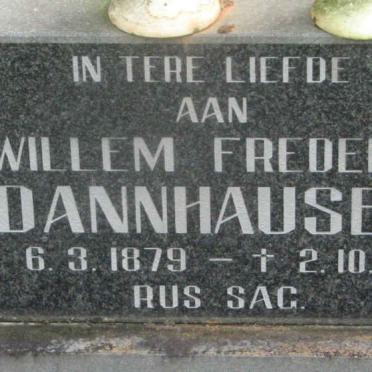 IN TERE LIEFDE
AAN
WILLEM FREDE
DANNHAUSE
6.3.1879 – † 2.10.
RUS SAG.